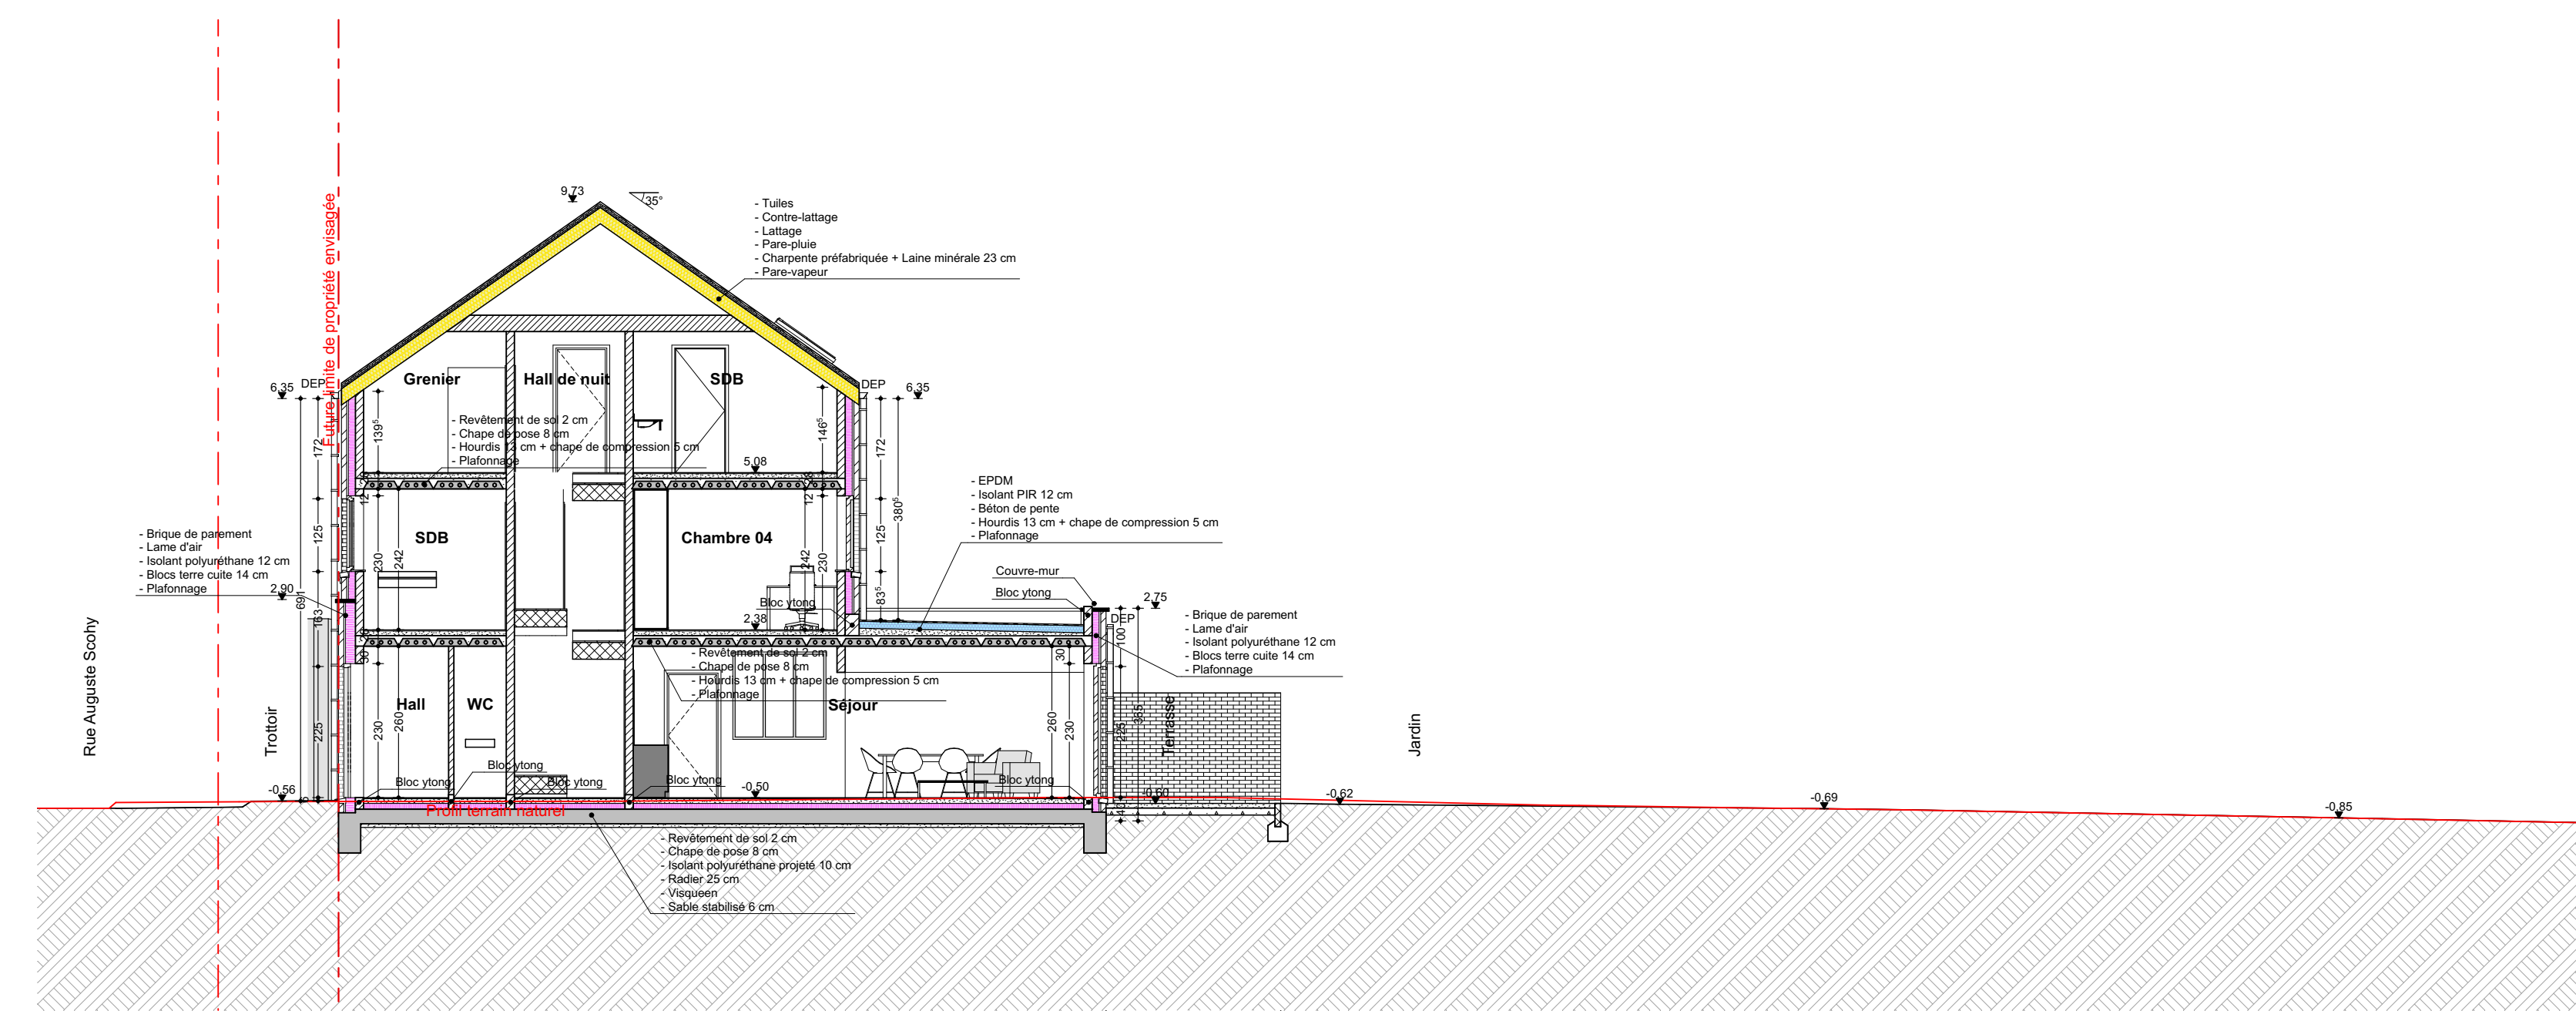 Future limite de propriété envisagée
9,73
35°
- Tuiles
- Contre-lattage
- Lattage
- Pare-pluie
- Charpente préfabriquée + Laine minérale 23 cm
- Pare-vapeur
Grenier
Hall de nuit
SDB
6,35
DEP
DEP
6,35
- Revêtement de sol 2 cm
- Chape de pose 8 cm
- Hourdis 13 cm + chape de compression 5 cm
- Plafonnage
172
139⁵
146⁵
172
5,08
12
12
- EPDM
- Isolant PIR 12 cm
- Béton de pente
- Hourdis 13 cm + chape de compression 5 cm
- Plafonnage
380⁵
- Brique de parement
- Lame d'air
- Isolant polyuréthane 12 cm
- Blocs terre cuite 14 cm
- Plafonnage
125
230
242
SDB
Chambre 04
242
230
125
Couvre-mur
Bloc ytong
2,90
691
163
Bloc ytong
83⁵
2,75
DEP
2,38
100
- Brique de parement
- Lame d'air
- Isolant polyuréthane 12 cm
- Blocs terre cuite 14 cm
- Plafonnage
30
30
- Revêtement de sol 2 cm
- Chape de pose 8 cm
- Hourdis 13 cm + chape de compression 5 cm
- Plafonnage
Rue Auguste Scohy
Trottoir
225
230
260
Hall
WC
Séjour
260
230
225
365
Terrasse
Jardin
Bloc ytong
Bloc ytong
Bloc ytong
Bloc ytong
Bloc ytong
-0,56
-0,50
-0,60
-0,62
-0,69
-0,85
40
Profil terrain naturel
- Revêtement de sol 2 cm
- Chape de pose 8 cm
- Isolant polyuréthane projeté 10 cm
- Radier 25 cm
- Visqueen
- Sable stabilisé 6 cm